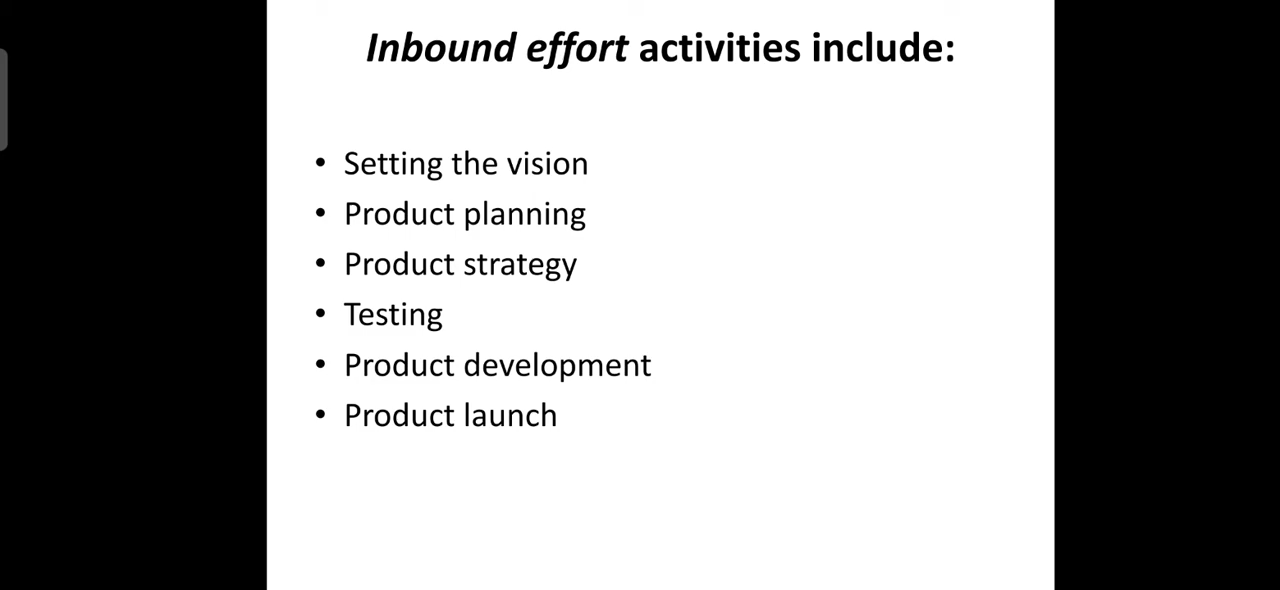 Inbound effort activities include:
• Setting the vision
• Product planning
• Product strategy
• Testing
• Product development
• Product launch